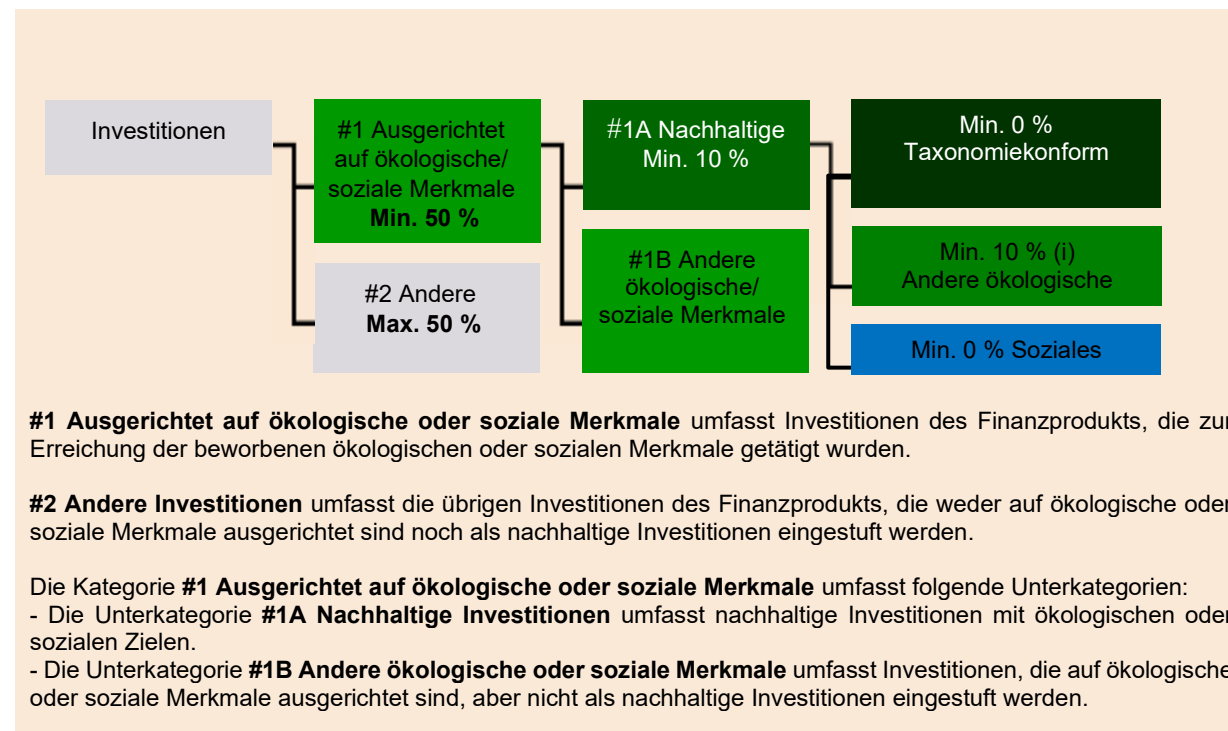 Investitionen
#1 Ausgerichtet
auf ökologische/
soziale Merkmale
Min. 50 %
#2 Andere
Max. 50 %
#1A Nachhaltige
Min. 10 %
#1B Andere
ökologische/
soziale Merkmale
Min. 0 %
Taxonomiekonform
Min. 10 % (i)
Andere ökologische
Min. 0 % Soziales
#1 Ausgerichtet auf ökologische oder soziale Merkmale umfasst Investitionen des Finanzprodukts, die zur
Erreichung der beworbenen ökologischen oder sozialen Merkmale getätigt wurden.
#2 Andere Investitionen umfasst die übrigen Investitionen des Finanzprodukts, die weder auf ökologische oder
soziale Merkmale ausgerichtet sind noch als nachhaltige Investitionen eingestuft werden.
Die Kategorie #1 Ausgerichtet auf ökologische oder soziale Merkmale umfasst folgende Unterkategorien:
- Die Unterkategorie #1A Nachhaltige Investitionen umfasst nachhaltige Investitionen mit ökologischen oder
sozialen Zielen.
- Die Unterkategorie #1B Andere ökologische oder soziale Merkmale umfasst Investitionen, die auf ökologische
oder soziale Merkmale ausgerichtet sind, aber nicht als nachhaltige Investitionen eingestuft werden.